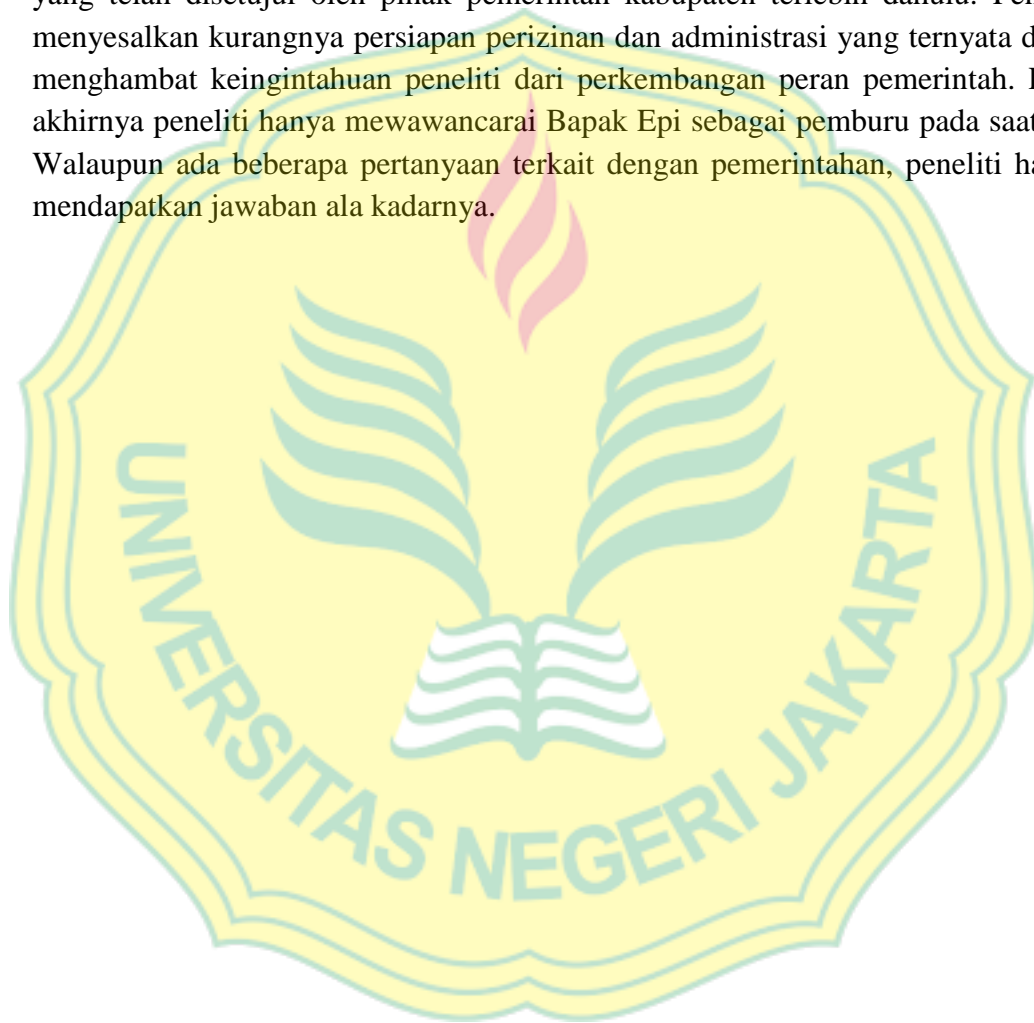 yang telah disetujui oleh pihak pemerintah kabupaten terlebih dahulu.
menyesalkan kurangnya persiapan perizinan dan administrasi yang ternyata d
menghambat keingintahuan peneliti dari perkembangan peran pemerintah.
akhirnya peneliti hanya mewawancarai Bapak Epi sebagai pemburu pada saat
Walaupun ada beberapa pertanyaan terkait dengan pemerintahan, peneliti ha
mendapatkan jawaban ala kadarnya.
UNIVERSITAS NEGERI JAKARTA